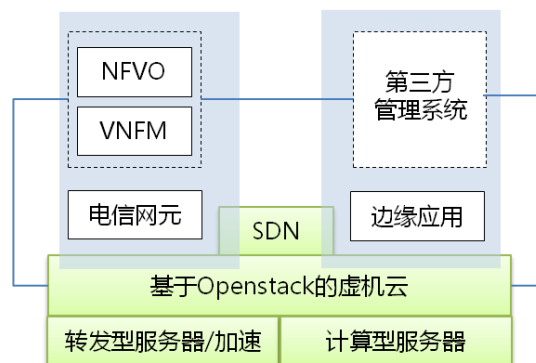 NFVO
VNFM
第三方
管理系统
电信网元
边缘应用
SDN
基于Openstack的虚机云
转发型服务器/加速
计算型服务器